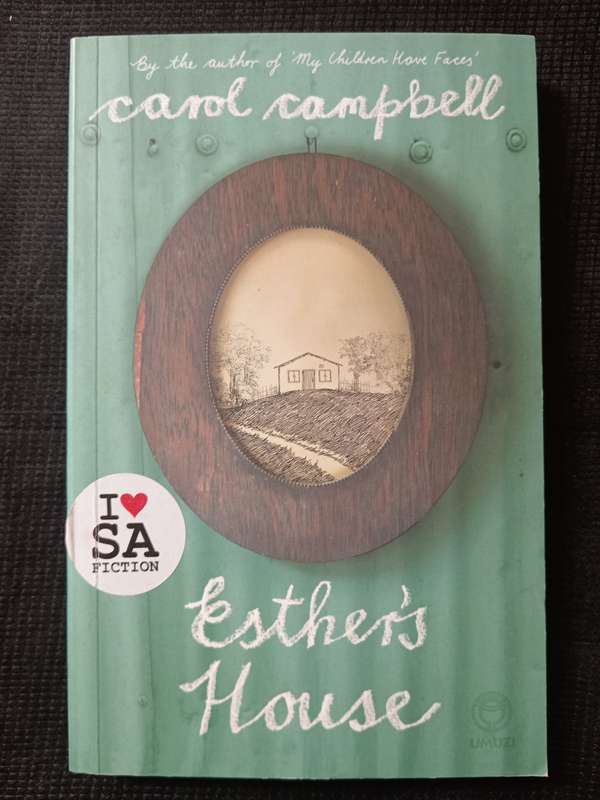 By the author of 'My Children Have Faces'
carol campbell
I ♥
SA
FICTION
Esther's
House
UMUZI